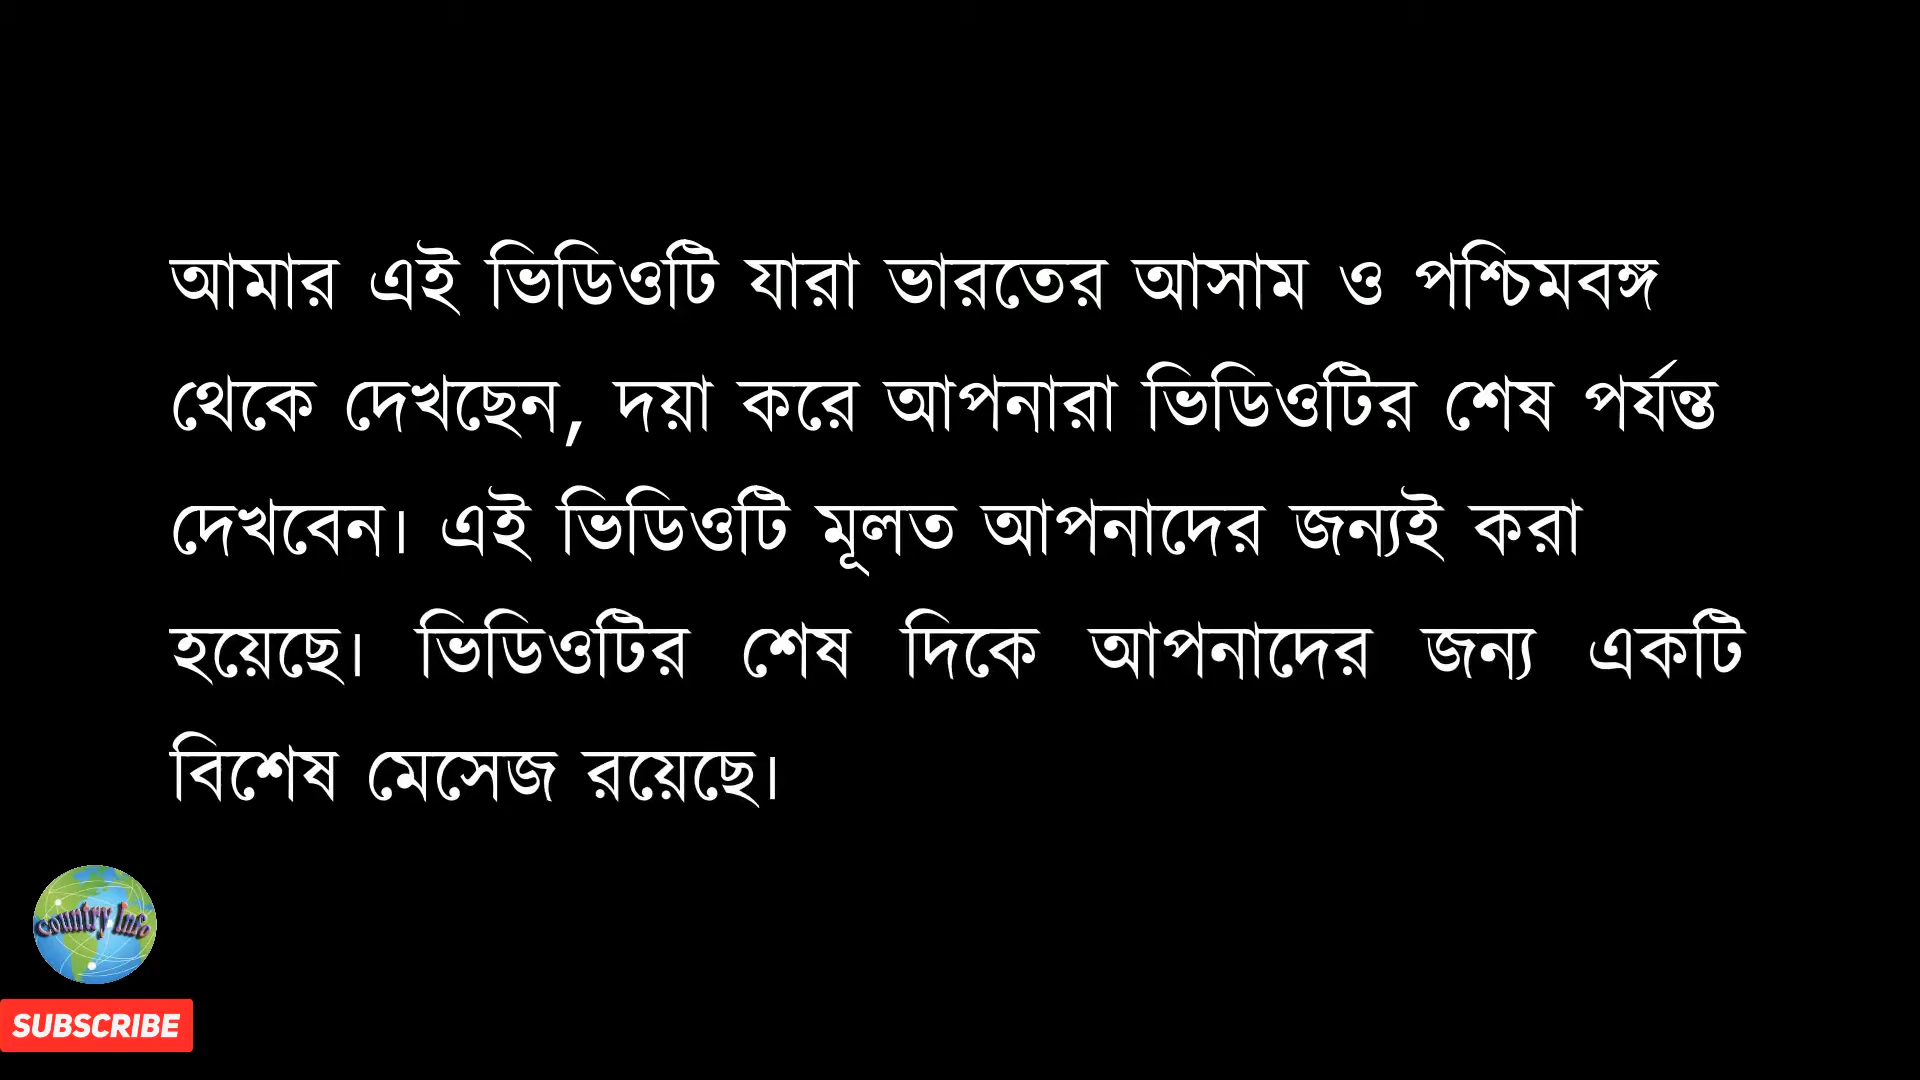 আমার এই ভিডিওটি যারা ভারতের আসাম ও পশ্চিমবঙ্গ
থেকে দেখছেন, দয়া করে আপনারা ভিডিওটির শেষ পর্যন্ত
দেখবেন। এই ভিডিওটি মূলত আপনাদের জন্যই করা
হয়েছে। ভিডিওটির শেষ দিকে আপনাদের জন্য একটি
বিশেষ মেসেজ রয়েছে।
Country Info
SUBSCRIBE